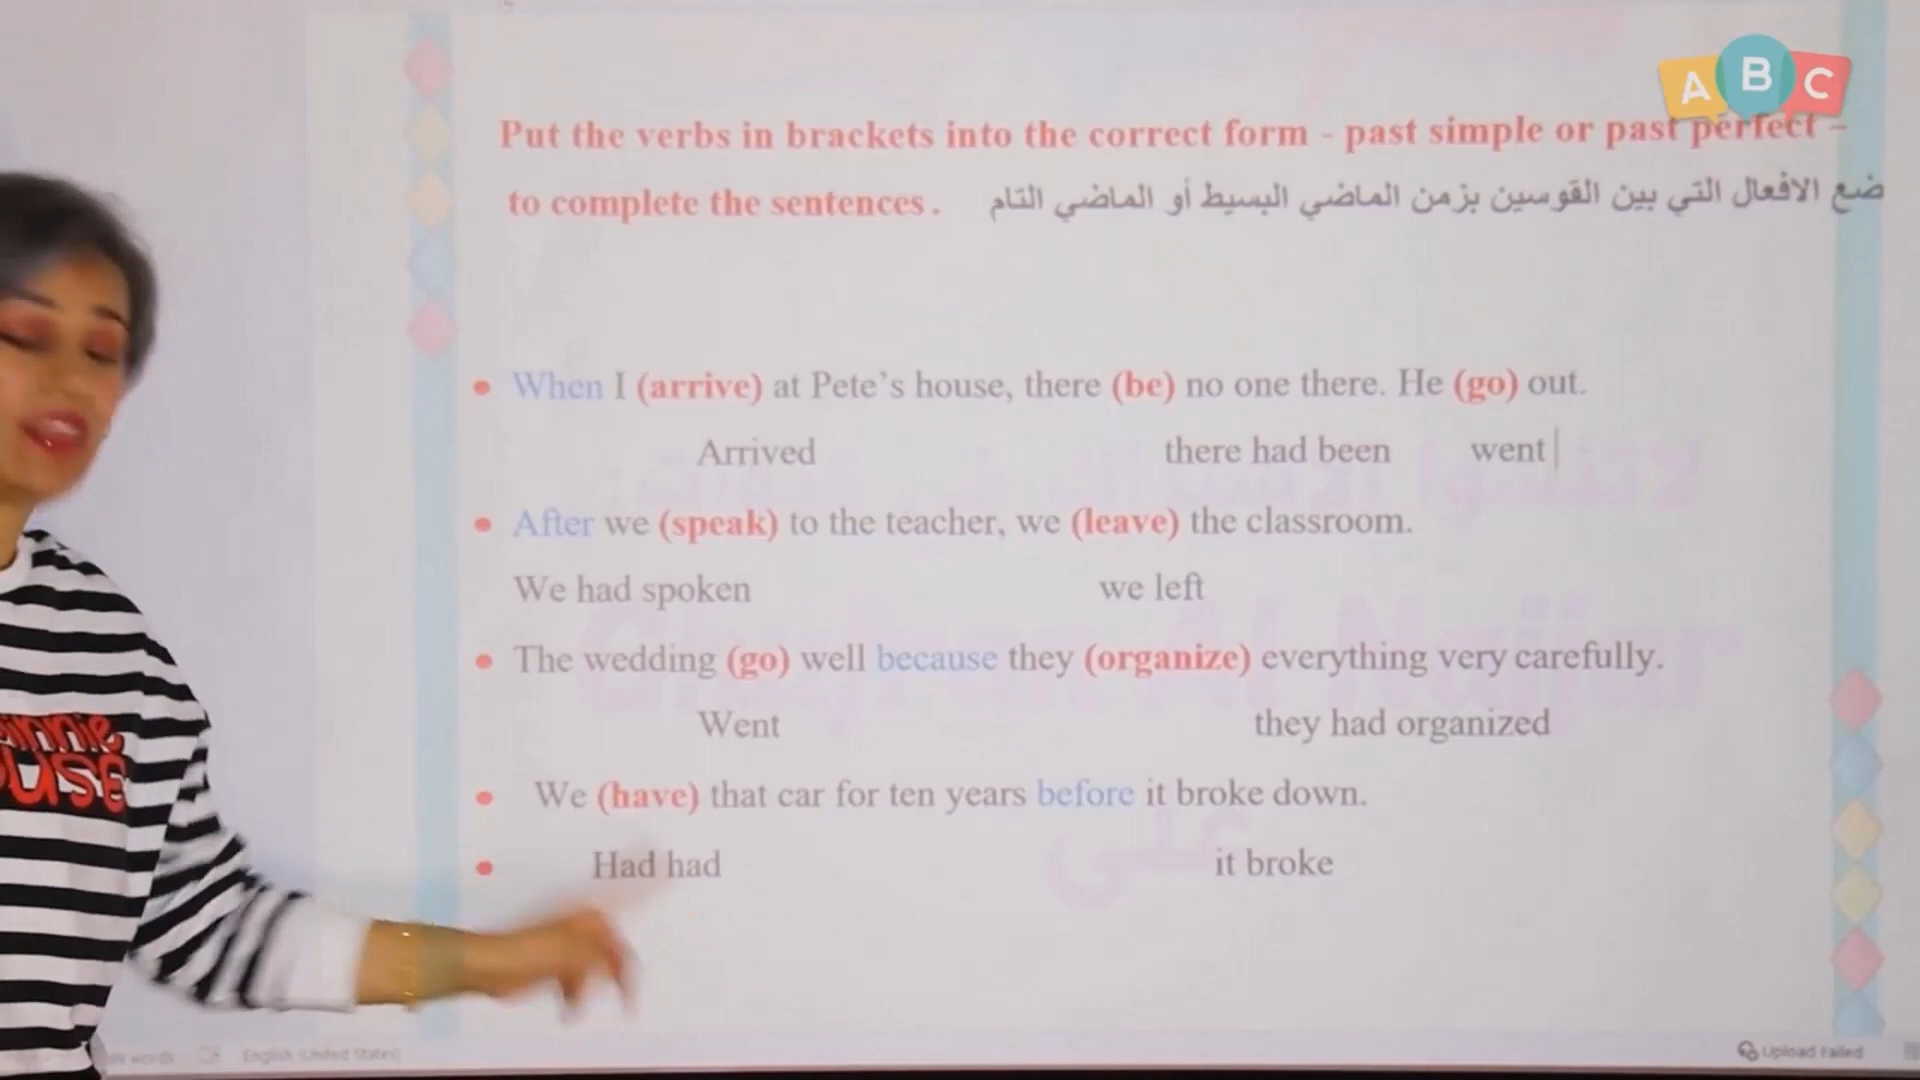 A B C
Put the verbs in brackets into the correct form - past simple or past perfect -
to complete the sentences. ضع الافعال التي بين القوسين بزمن الماضي البسيط أو الماضي التام
When I (arrive) at Pete's house, there (be) no one there. He (go) out.
Arrived there had been went
After we (speak) to the teacher, we (leave) the classroom.
We had spoken we left
The wedding (go) well because they (organize) everything very carefully.
Went they had organized
We (have) that car for ten years before it broke down.
Had had it broke
words English (United States) Upload Failed